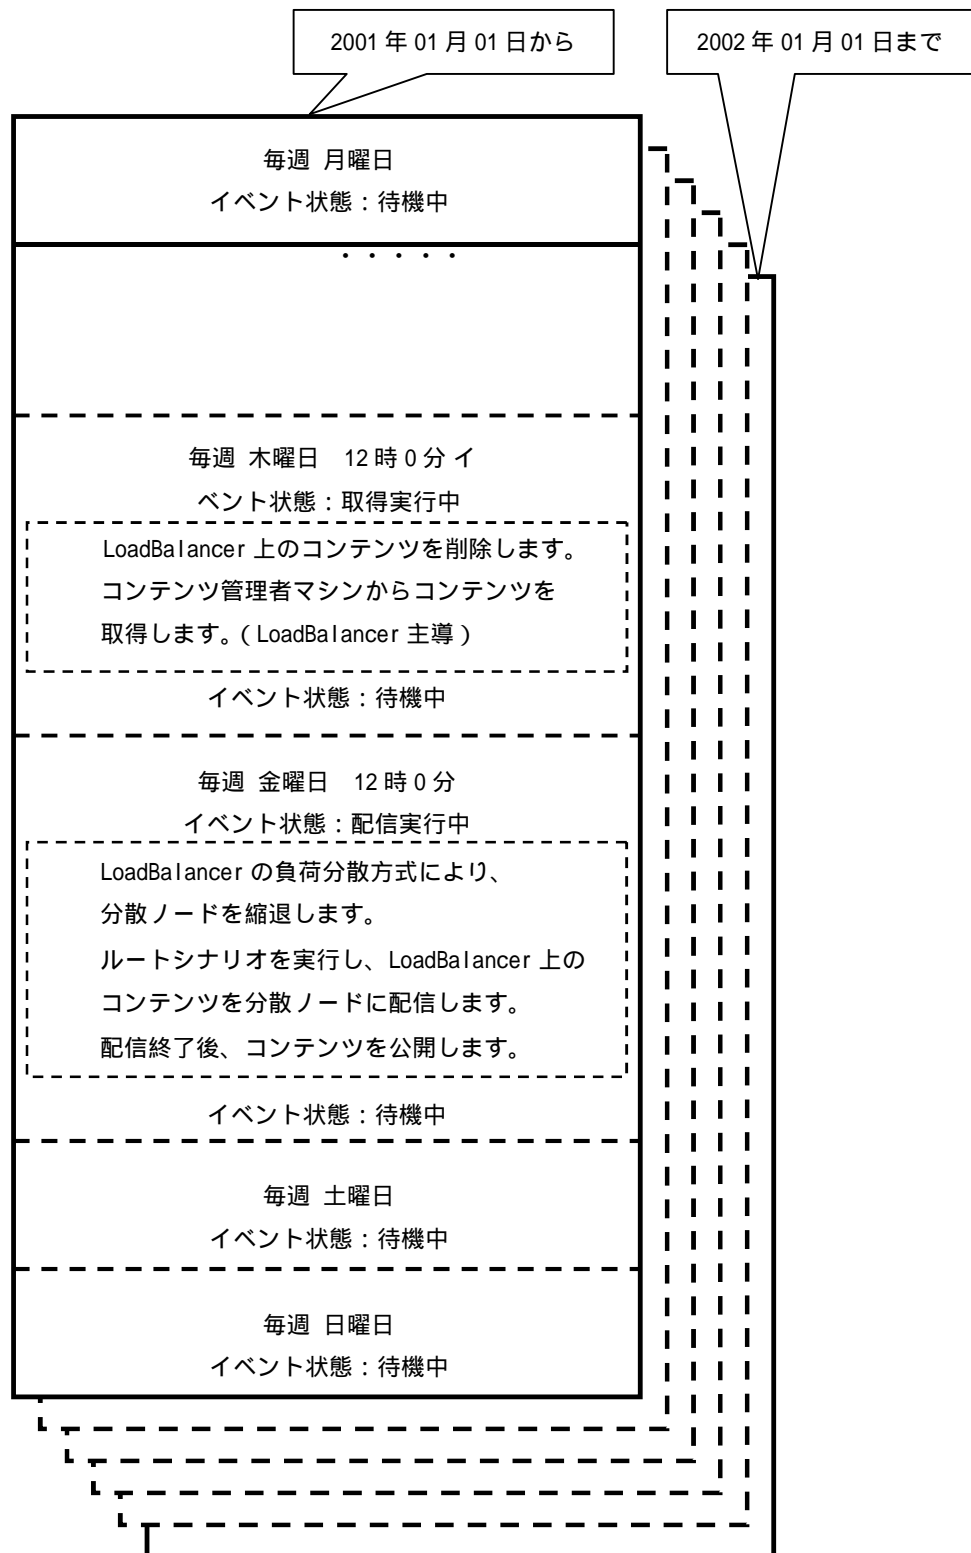 2001年01月01日から
2002年01月01日まで
毎週 月曜日
イベント状態：待機中
・・・・・
毎週 木曜日 12時0分イ
ベント状態：取得実行中
LoadBalancer上のコンテンツを削除します。
コンテンツ管理者マシンからコンテンツを
取得します。（LoadBalancer主導）
イベント状態：待機中
毎週 金曜日 12時0分
イベント状態：配信実行中
LoadBalancerの負荷分散方式により、
分散ノードを縮退します。
ルートシナリオを実行し、LoadBalancer上の
コンテンツを分散ノードに配信します。
配信終了後、コンテンツを公開します。
イベント状態：待機中
毎週 土曜日
イベント状態：待機中
毎週 日曜日
イベント状態：待機中